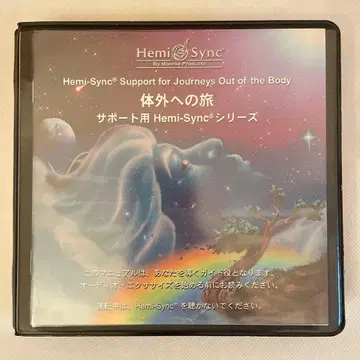 Hemi Sync®
By Monroe Products
Hemi-Sync® Support for Journeys Out of the Body
体外への旅
サポート用 Hemi-Sync® シリーズ
このマニュアルは、あなたを導くガイド役となります。
オーディオ・エクササイズを始める前にお読みください。
運転中は、Hemi-Sync® を聴かないでください。